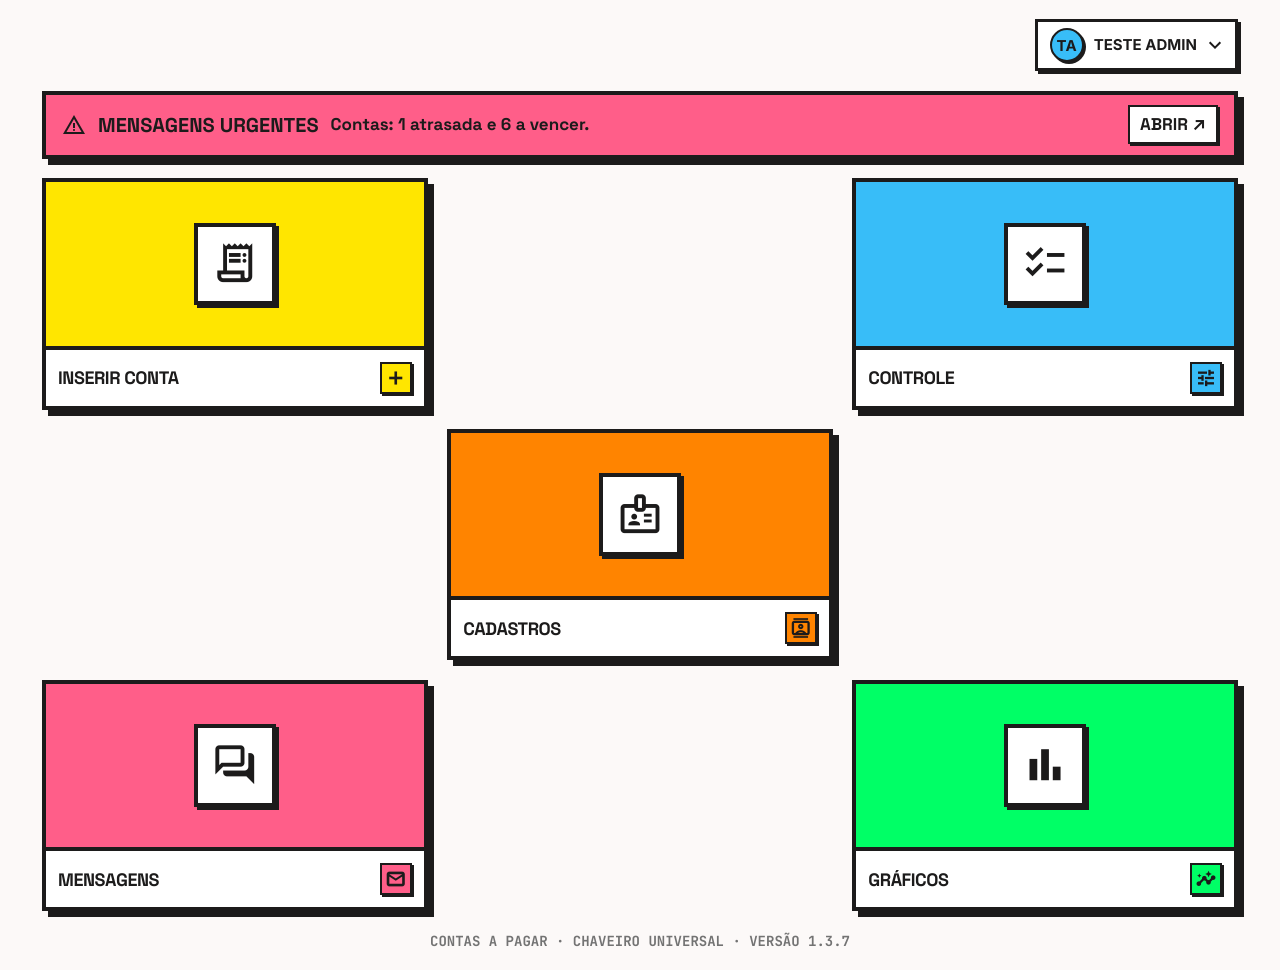 TA TESTE ADMIN
MENSAGENS URGENTES Contas: 1 atrasada e 6 a vencer. ABRIR
INSERIR CONTA
CONTROLE
CADASTROS
MENSAGENS
GRÁFICOS
CONTAS A PAGAR · CHAVEIRO UNIVERSAL · VERSÃO 1.3.7